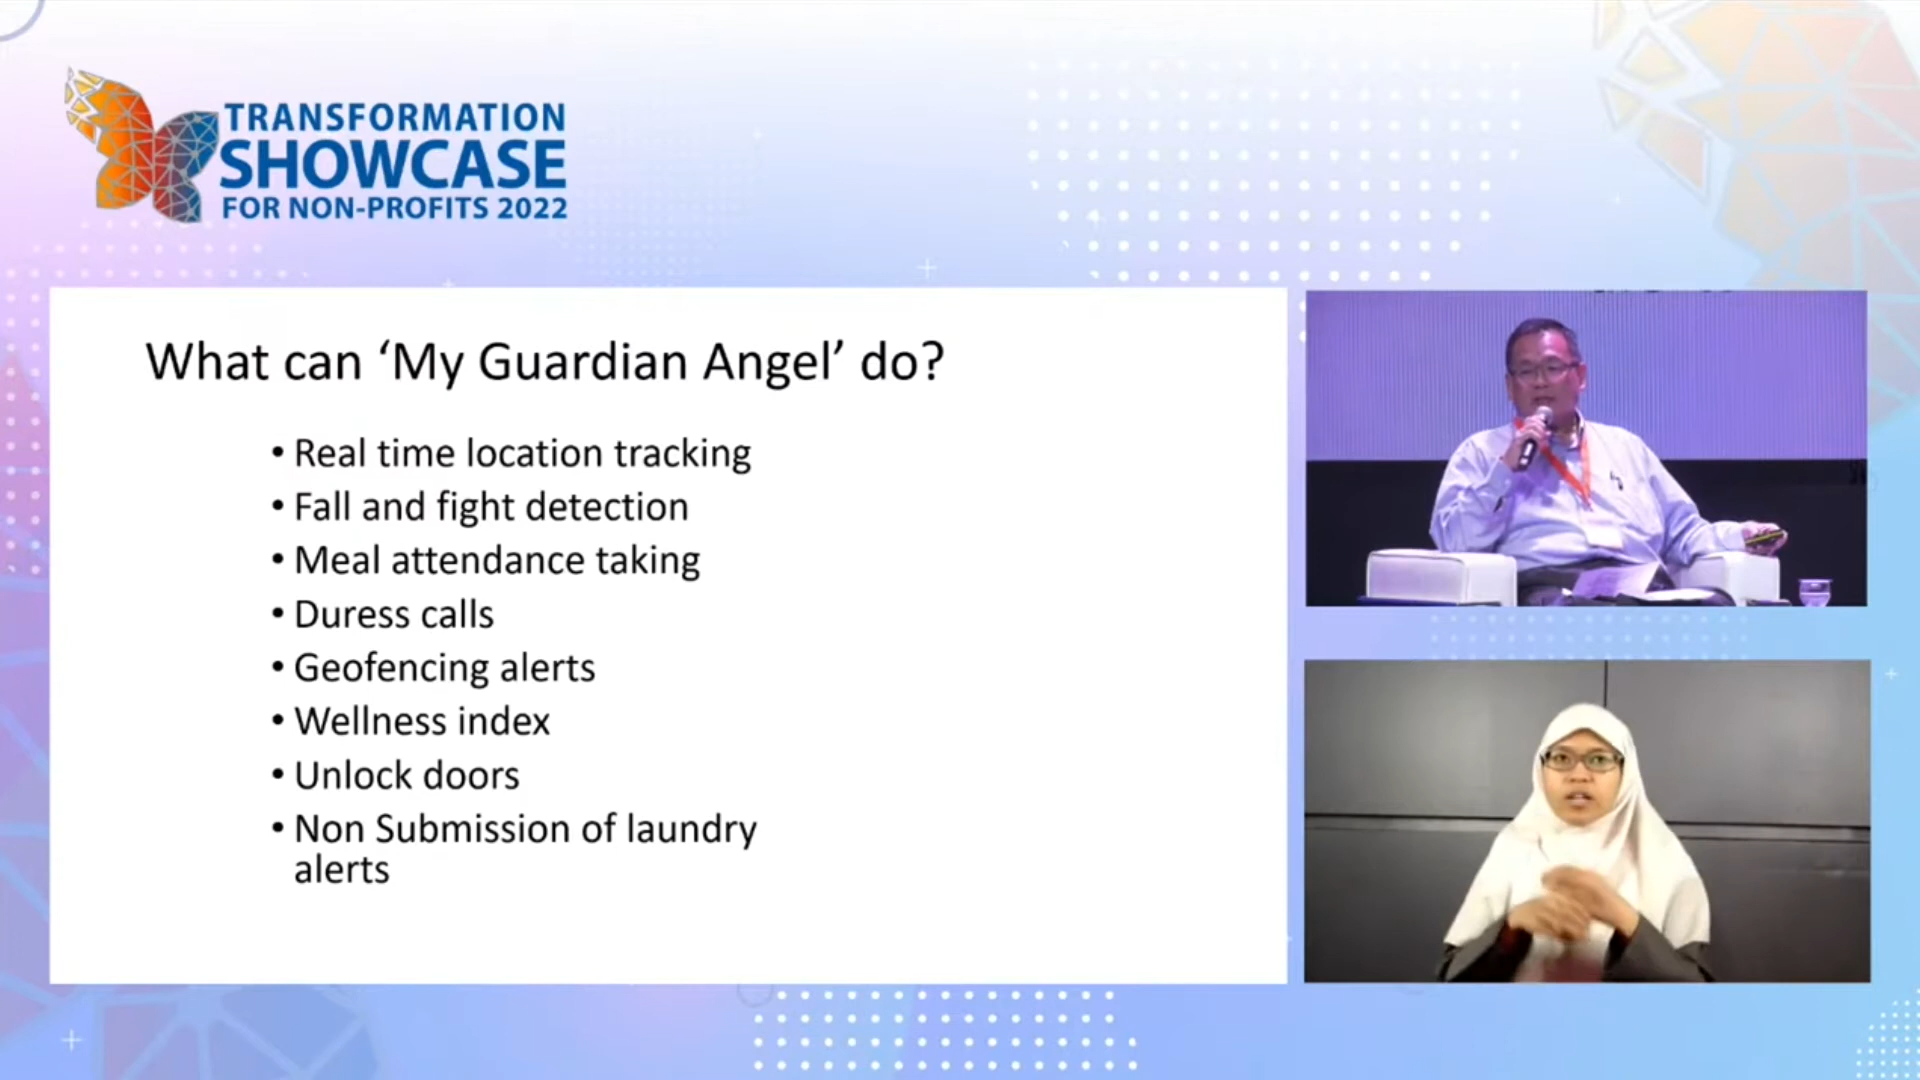 TRANSFORMATION
SHOWCASE
FOR NON-PROFITS 2022
What can ‘My Guardian Angel’ do?
• Real time location tracking
• Fall and fight detection
• Meal attendance taking
• Duress calls
• Geofencing alerts
• Wellness index
• Unlock doors
• Non Submission of laundry
alerts